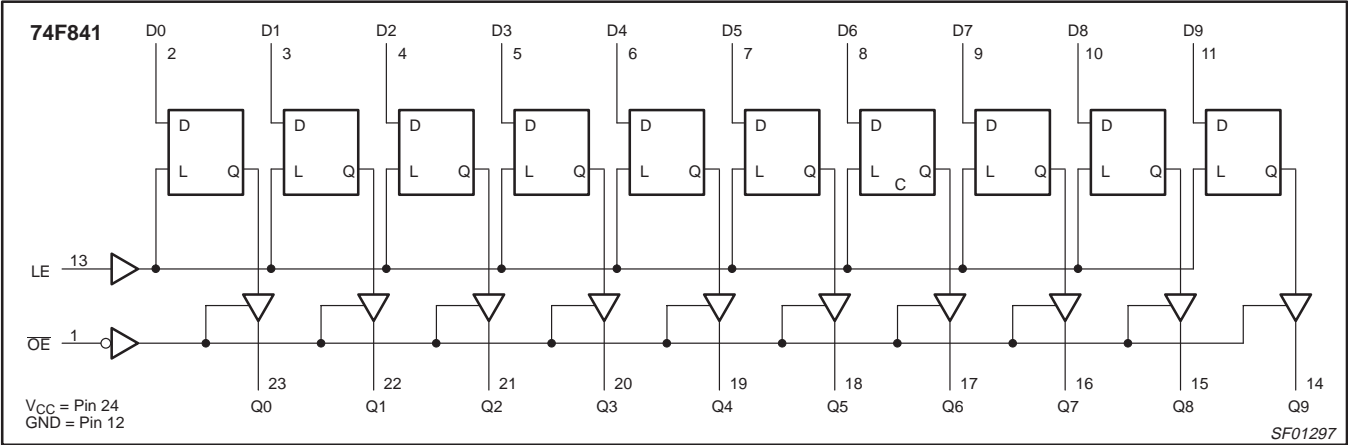 74F841
D0 D1 D2 D3 D4 D5 D6 D7 D8 D9
2 3 4 5 6 7 8 9 10 11
D D D D D D D D D D
L Q L Q L Q L Q L Q L Q L Q L Q L Q L Q
C
LE 13
OE 1
23 22 21 20 19 18 17 16 15 14
Q0 Q1 Q2 Q3 Q4 Q5 Q6 Q7 Q8 Q9
VCC = Pin 24
GND = Pin 12
SF01297